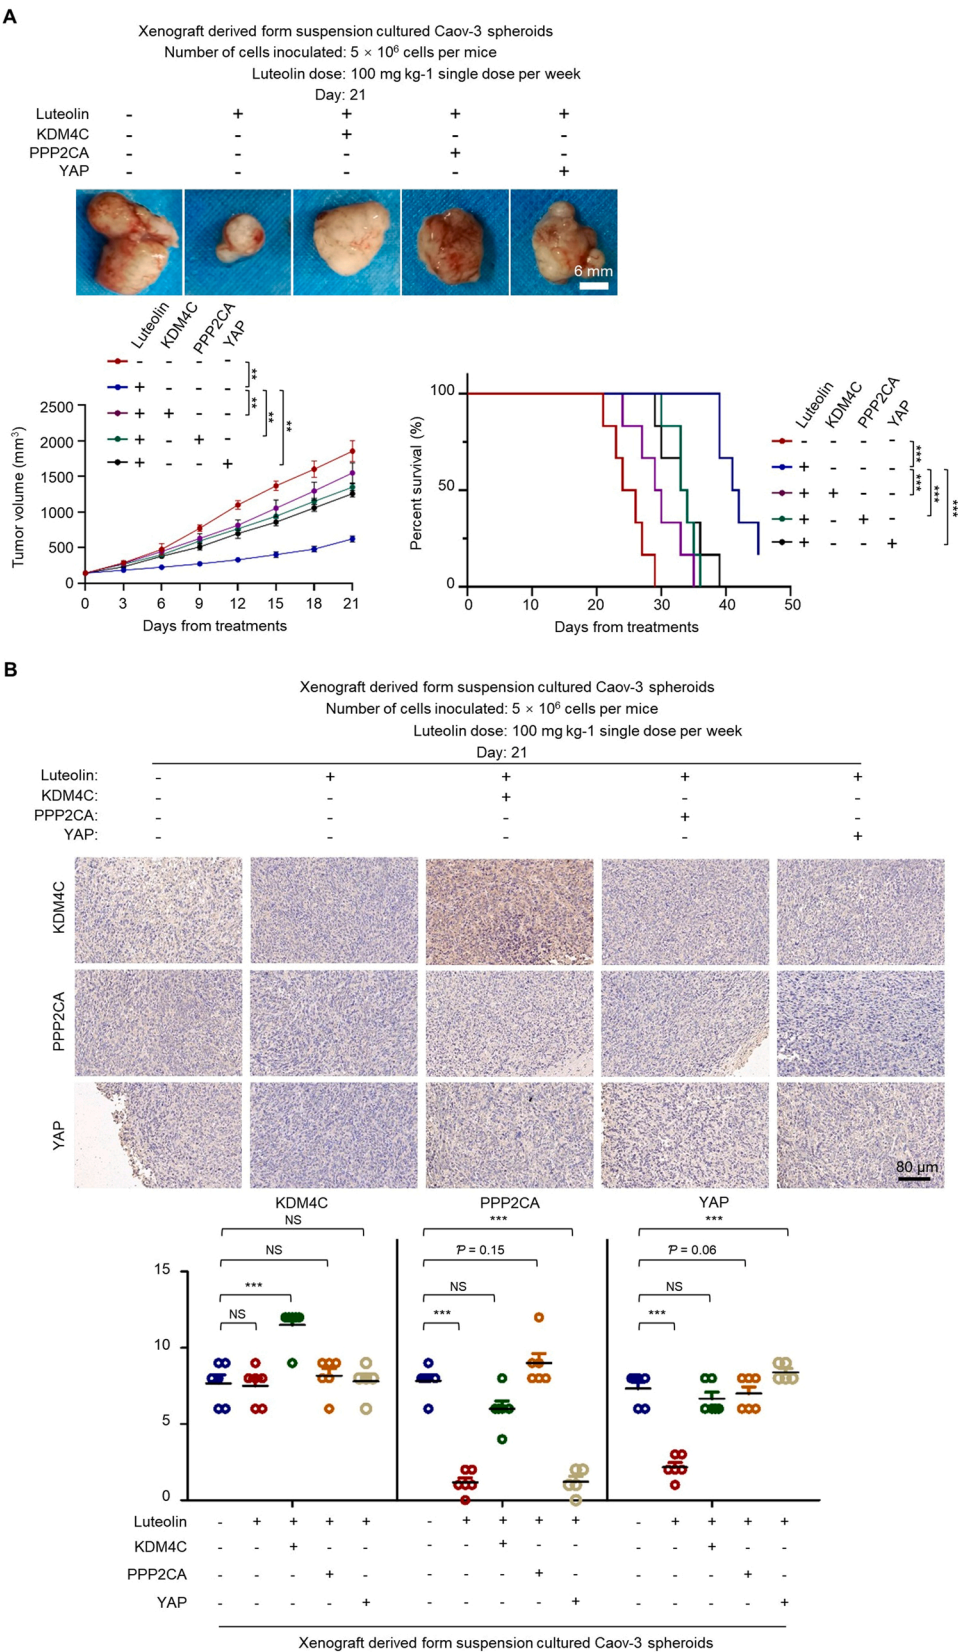 A
Xenograft derived form suspension cultured Caov-3 spheroids
Number of cells inoculated: 5 × 10⁶ cells per mice
Luteolin dose: 100 mg kg-1 single dose per week
Day: 21
Luteolin - + + + +
KDM4C - - + - -
PPP2CA - - - + -
YAP - - - - +
6 mm
Luteolin KDM4C PPP2CA YAP
- - - -
+ - - -
+ + - -
+ - + -
+ - - +
** ** ** **
Tumor volume (mm³)
2500
2000
1500
1000
500
0
0 3 6 9 12 15 18 21
Days from treatments
Percent survival (%)
100
50
0
0 10 20 30 40 50
Days from treatments
Luteolin KDM4C PPP2CA YAP
- - - -
+ - - -
+ + - -
+ - + -
+ - - +
*** *** *** ***
B
Xenograft derived form suspension cultured Caov-3 spheroids
Number of cells inoculated: 5 × 10⁶ cells per mice
Luteolin dose: 100 mg kg-1 single dose per week
Day: 21
Luteolin: - + + + +
KDM4C: - - + - -
PPP2CA: - - - + -
YAP: - - - - +
KDM4C
PPP2CA
YAP
80 µm
KDM4C PPP2CA YAP
NS *** ***
NS P = 0.15 P = 0.06
*** NS NS
NS *** ***
15
10
5
0
Luteolin - + + + + - + + + + - + + + +
KDM4C - - + - - - - + - - - - + - -
PPP2CA - - - + - - - - + - - - - + -
YAP - - - - + - - - - + - - - - +
Xenograft derived form suspension cultured Caov-3 spheroids